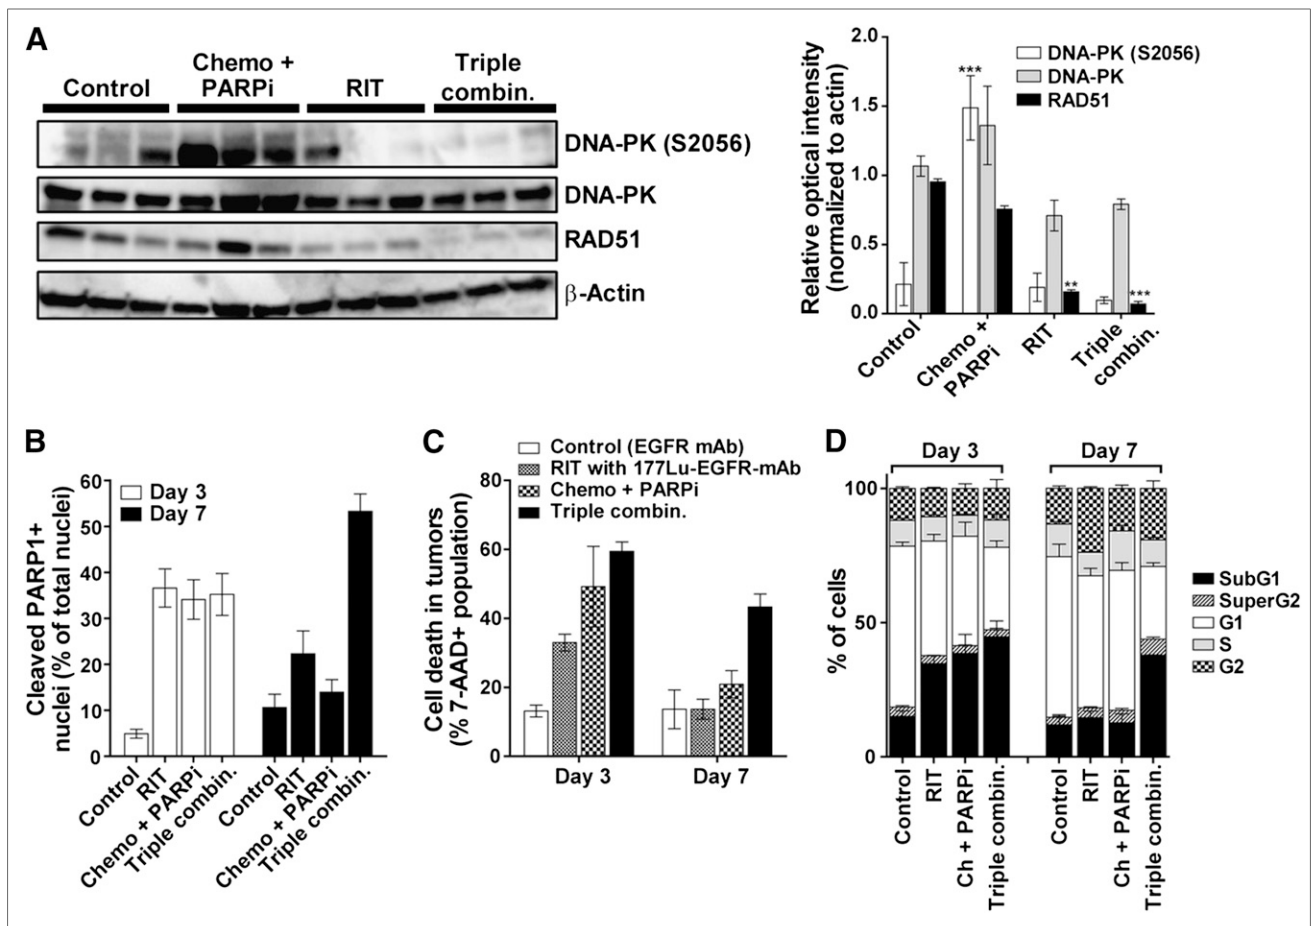 A
Control
Chemo +
PARPi
RIT
Triple
combin.
DNA-PK (S2056)
DNA-PK
RAD51
β-Actin
Relative optical intensity
(normalized to actin)
2.0
1.5
1.0
0.5
0.0
DNA-PK (S2056)
DNA-PK
RAD51
***
**
***
Control
Chemo +
PARPi
RIT
Triple
combin.
B
Cleaved PARP1+
nuclei (% of total nuclei)
60
50
40
30
20
10
0
Day 3
Day 7
Control
RIT
Chemo + PARPi
Triple combin.
Control
RIT
Chemo + PARPi
Triple combin.
C
Control (EGFR mAb)
RIT with 177Lu-EGFR-mAb
Chemo + PARPi
Triple combin.
Cell death in tumors
(% 7-AAD+ population)
80
60
40
20
0
Day 3
Day 7
D
Day 3
Day 7
% of cells
100
50
0
Control
RIT
Ch + PARPi
Triple combin.
Control
RIT
Ch + PARPi
Triple combin.
SubG1
SuperG2
G1
S
G2